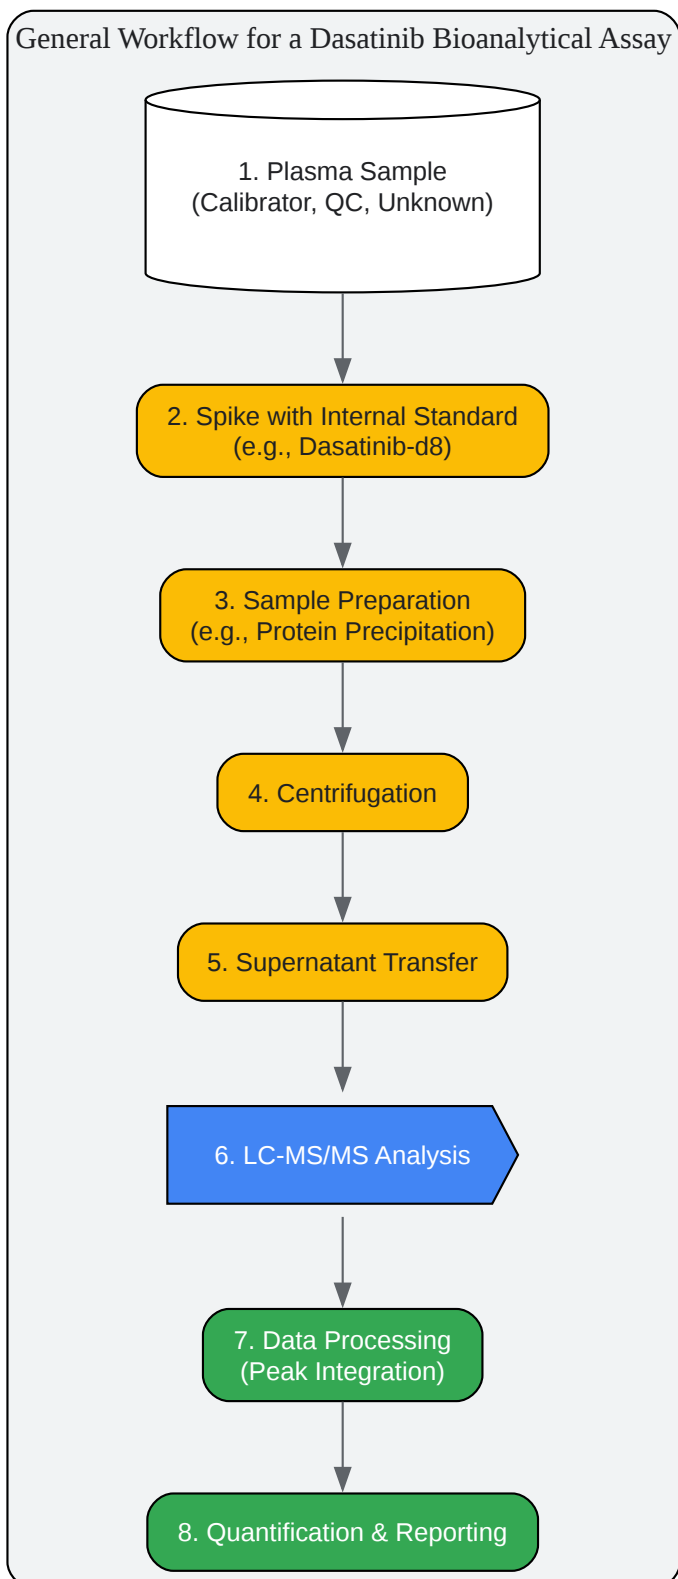 General Workflow for a Dasatinib Bioanalytical Assay
1. Plasma Sample
(Calibrator, QC, Unknown)
2. Spike with Internal Standard
(e.g., Dasatinib-d8)
3. Sample Preparation
(e.g., Protein Precipitation)
4. Centrifugation
5. Supernatant Transfer
6. LC-MS/MS Analysis
7. Data Processing
(Peak Integration)
8. Quantification & Reporting